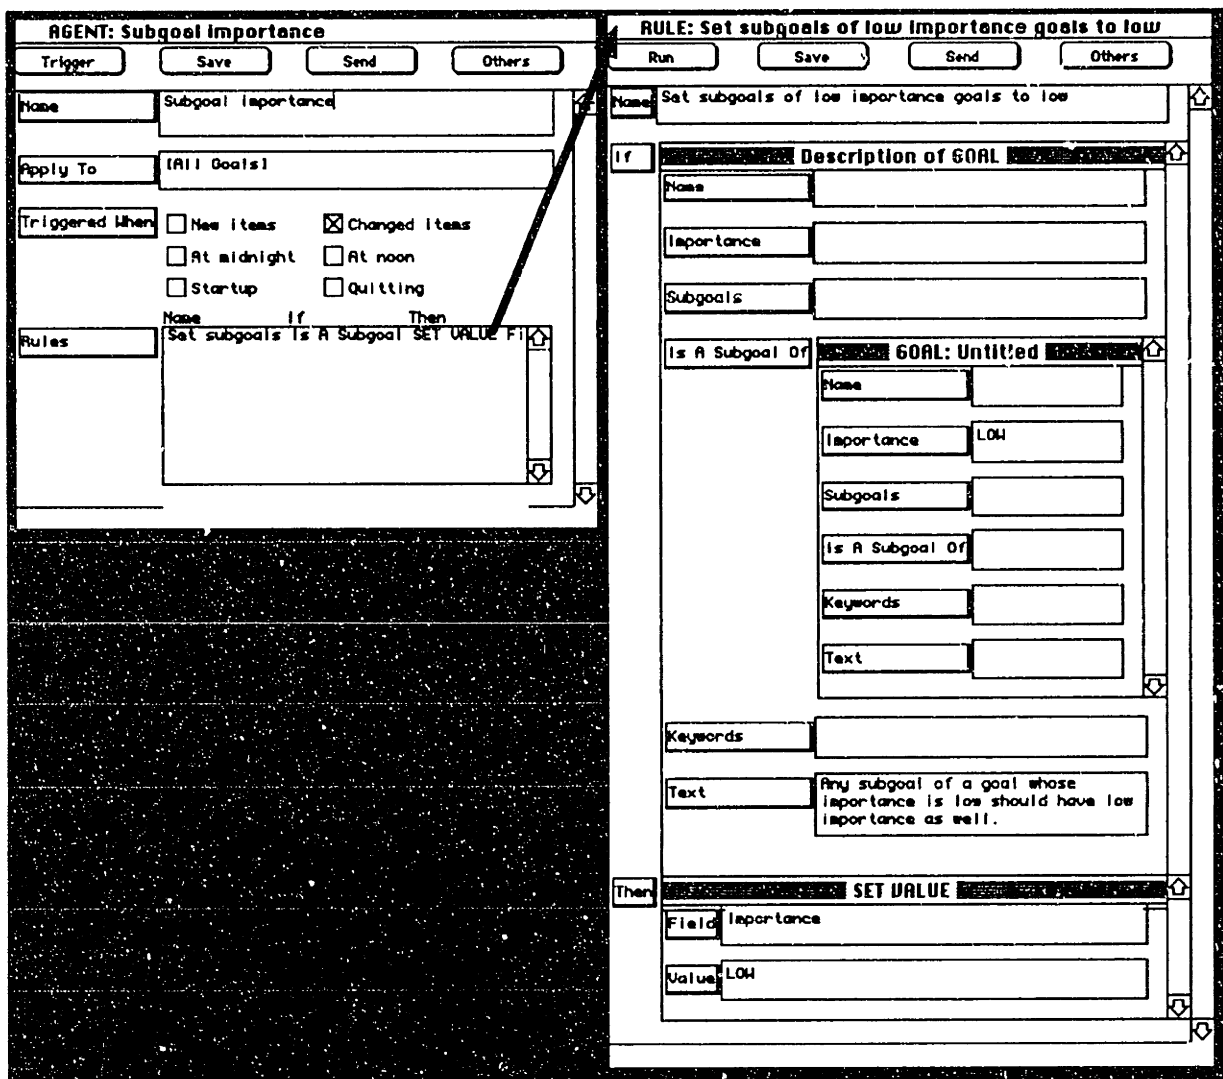 AGENT: Subgoal Importance
Trigger Save Send Others
Name Subgoal Importance
Apply To [All Goals]
Triggered When New Items Changed Items
At midnight At noon
Startup Quitting
Name If Then
Rules Set subgoals Is A Subgoal SET VALUE Fi
RULE: Set subgoals of low importance goals to low
Run Save Send Others
Name Set subgoals of low importance goals to low
If Description of GOAL
Name
Importance
Subgoals
Is A Subgoal Of GOAL: Untitled
Name
Importance LOW
Subgoals
Is A Subgoal Of
Keywords
Text
Keywords
Text Any subgoal of a goal whose
importance is low should have low
importance as well.
Then SET VALUE
Field Importance
Value LOW